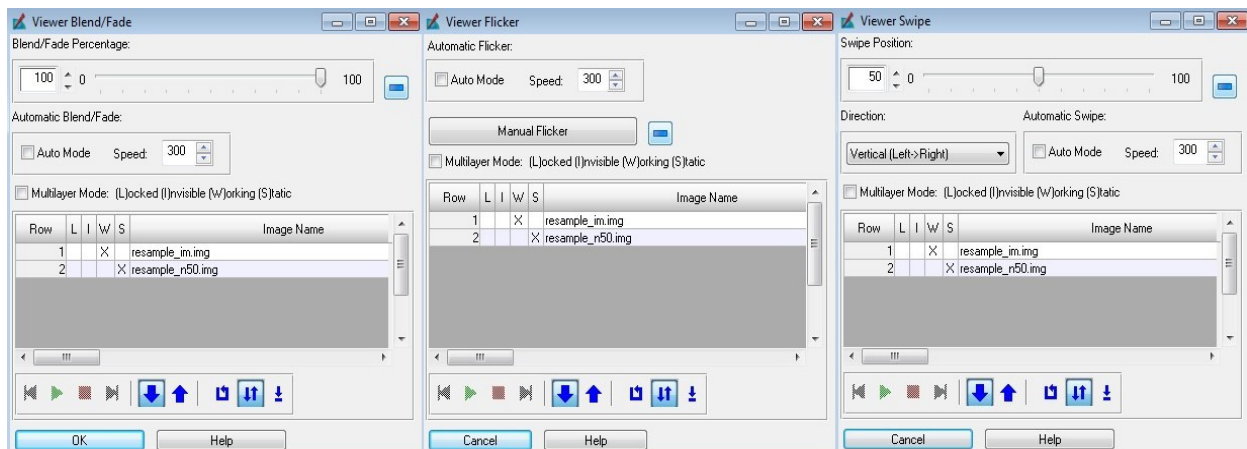 Viewer Blend/Fade
Blend/Fade Percentage:
100 0 100
Automatic Blend/Fade:
Auto Mode Speed: 300
Multilayer Mode: (L)ocked (I)nvisible (W)orking (S)tatic
Row L I W S Image Name
1 X resample_im.img
2 X resample_n50.img
OK Help
Viewer Flicker
Automatic Flicker:
Auto Mode Speed: 300
Manual Flicker
Multilayer Mode: (L)ocked (I)nvisible (W)orking (S)tatic
Row L I W S Image Name
1 X resample_im.img
2 X resample_n50.img
Cancel Help
Viewer Swipe
Swipe Position:
50 0 100
Direction: Automatic Swipe:
Vertical (Left->Right) Auto Mode Speed: 300
Multilayer Mode: (L)ocked (I)nvisible (W)orking (S)tatic
Row L I W S Image Name
1 X resample_im.img
2 X resample_n50.img
Cancel Help